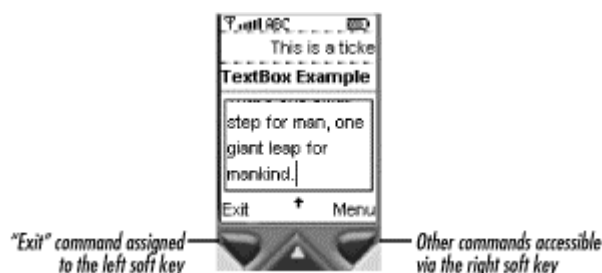 ABC
This is a ticke
TextBox Example
step for man, one
giant leap for
mankind.
Exit Menu
"Exit" command assigned
to the left soft key
Other commands accessible
via the right soft key